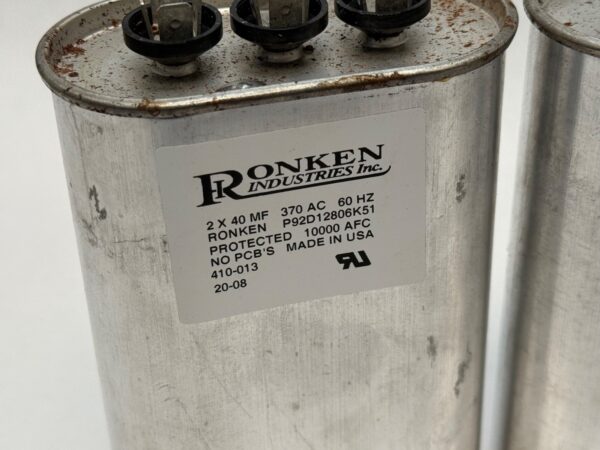 RONKEN
INDUSTRIES Inc.
2 X 40 MF 370 AC 60 HZ
RONKEN P92D12806K51
PROTECTED 10000 AFC
NO PCB'S MADE IN USA
410-013
20-08